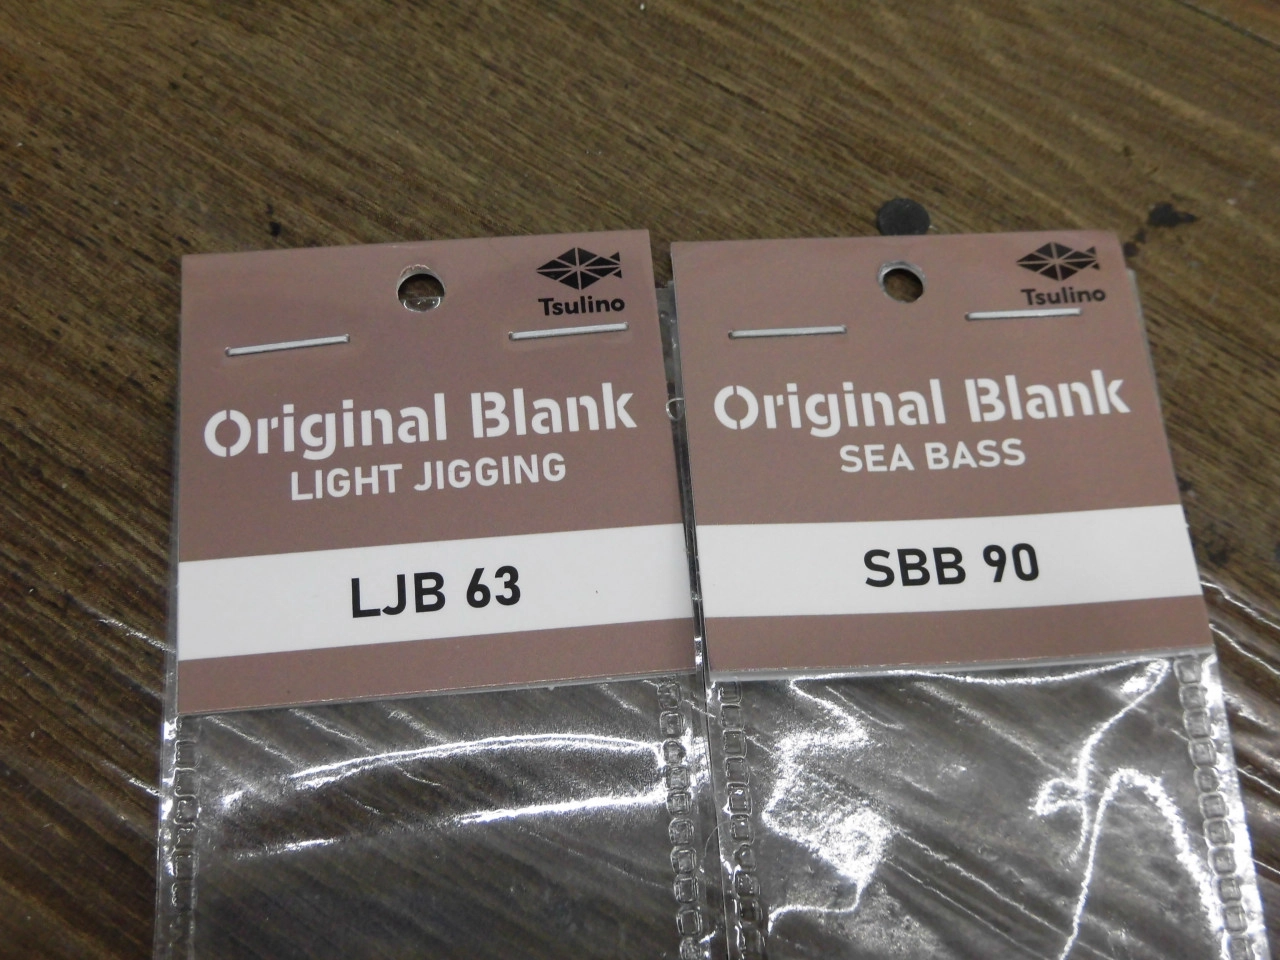 Tsulino
Original Blank
LIGHT JIGGING
LJB 63
Tsulino
Original Blank
SEA BASS
SBB 90